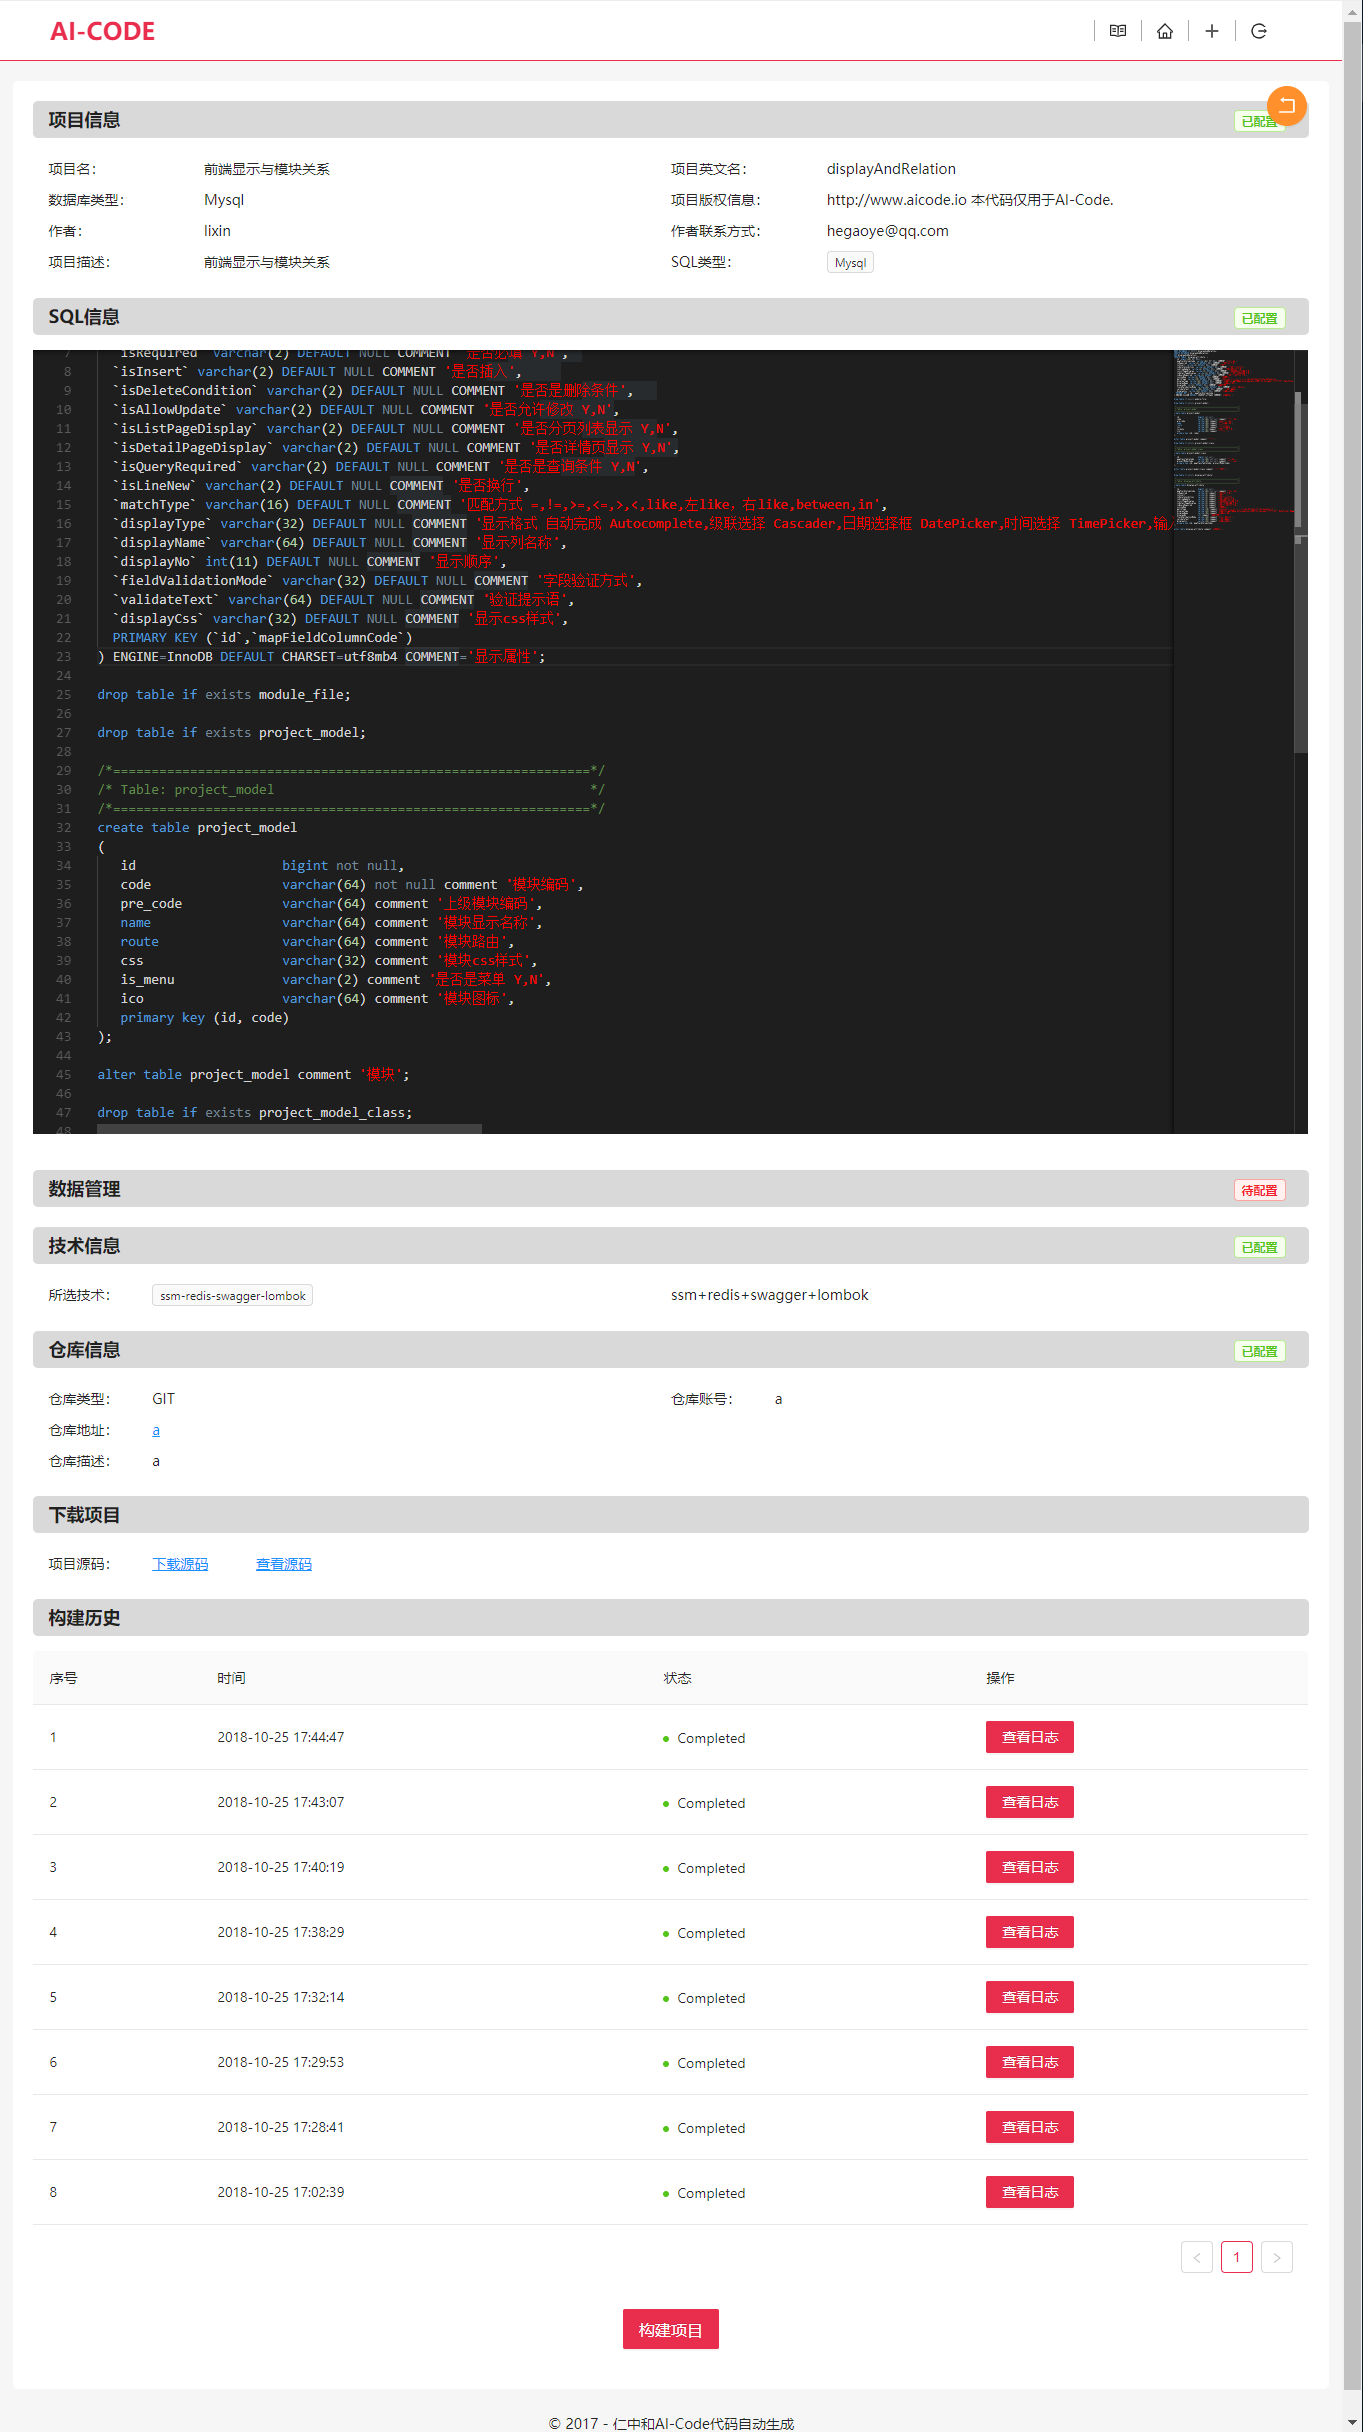 AI-CODE
项目信息 已配置
项目名： 前端显示与模块关系 项目英文名： displayAndRelation
数据库类型： Mysql 项目版权信息： http://www.aicode.io 本代码仅用于AI-Code.
作者： lixin 作者联系方式： hegaoye@qq.com
项目描述： 前端显示与模块关系 SQL类型： Mysql
SQL信息 已配置
7 `isRequired` varchar(2) DEFAULT NULL COMMENT '是否必填 Y,N',
8 `isInsert` varchar(2) DEFAULT NULL COMMENT '是否插入',
9 `isDeleteCondition` varchar(2) DEFAULT NULL COMMENT '是否是删除条件',
10 `isAllowUpdate` varchar(2) DEFAULT NULL COMMENT '是否允许修改 Y,N',
11 `isListPageDisplay` varchar(2) DEFAULT NULL COMMENT '是否分页列表显示 Y,N',
12 `isDetailPageDisplay` varchar(2) DEFAULT NULL COMMENT '是否详情页显示 Y,N',
13 `isQueryRequired` varchar(2) DEFAULT NULL COMMENT '是否是查询条件 Y,N',
14 `isLineNew` varchar(2) DEFAULT NULL COMMENT '是否换行',
15 `matchType` varchar(16) DEFAULT NULL COMMENT '匹配方式 =,!=,>=,<=,>,<,like,左like，右like,between,in',
16 `displayType` varchar(32) DEFAULT NULL COMMENT '显示格式 自动完成 Autocomplete,级联选择 Cascader,日期选择框 DatePicker,时间选择 TimePicker,输入
17 `displayName` varchar(64) DEFAULT NULL COMMENT '显示列名称',
18 `displayNo` int(11) DEFAULT NULL COMMENT '显示顺序',
19 `fieldValidationMode` varchar(32) DEFAULT NULL COMMENT '字段验证方式',
20 `validateText` varchar(64) DEFAULT NULL COMMENT '验证提示语',
21 `displayCss` varchar(32) DEFAULT NULL COMMENT '显示css样式',
22 PRIMARY KEY (`id`,`mapFieldColumnCode`)
23 ) ENGINE=InnoDB DEFAULT CHARSET=utf8mb4 COMMENT='显示属性';
24
25 drop table if exists module_file;
26
27 drop table if exists project_model;
28
29 /*==============================================================*/
30 /* Table: project_model */
31 /*==============================================================*/
32 create table project_model
33 (
34 id bigint not null,
35 code varchar(64) not null comment '模块编码',
36 pre_code varchar(64) comment '上级模块编码',
37 name varchar(64) comment '模块显示名称',
38 route varchar(64) comment '模块路由',
39 css varchar(32) comment '模块css样式',
40 is_menu varchar(2) comment '是否是菜单 Y,N',
41 ico varchar(64) comment '模块图标',
42 primary key (id, code)
43 );
44
45 alter table project_model comment '模块';
46
47 drop table if exists project_model_class;
48
数据管理 待配置
技术信息 已配置
所选技术： ssm-redis-swagger-lombok ssm+redis+swagger+lombok
仓库信息 已配置
仓库类型： GIT 仓库账号： a
仓库地址： a
仓库描述： a
下载项目
项目源码： 下载源码 查看源码
构建历史
序号 时间 状态 操作
1 2018-10-25 17:44:47 Completed 查看日志
2 2018-10-25 17:43:07 Completed 查看日志
3 2018-10-25 17:40:19 Completed 查看日志
4 2018-10-25 17:38:29 Completed 查看日志
5 2018-10-25 17:32:14 Completed 查看日志
6 2018-10-25 17:29:53 Completed 查看日志
7 2018-10-25 17:28:41 Completed 查看日志
8 2018-10-25 17:02:39 Completed 查看日志
< 1 >
构建项目
© 2017 - 仁中和AI-Code代码自动生成